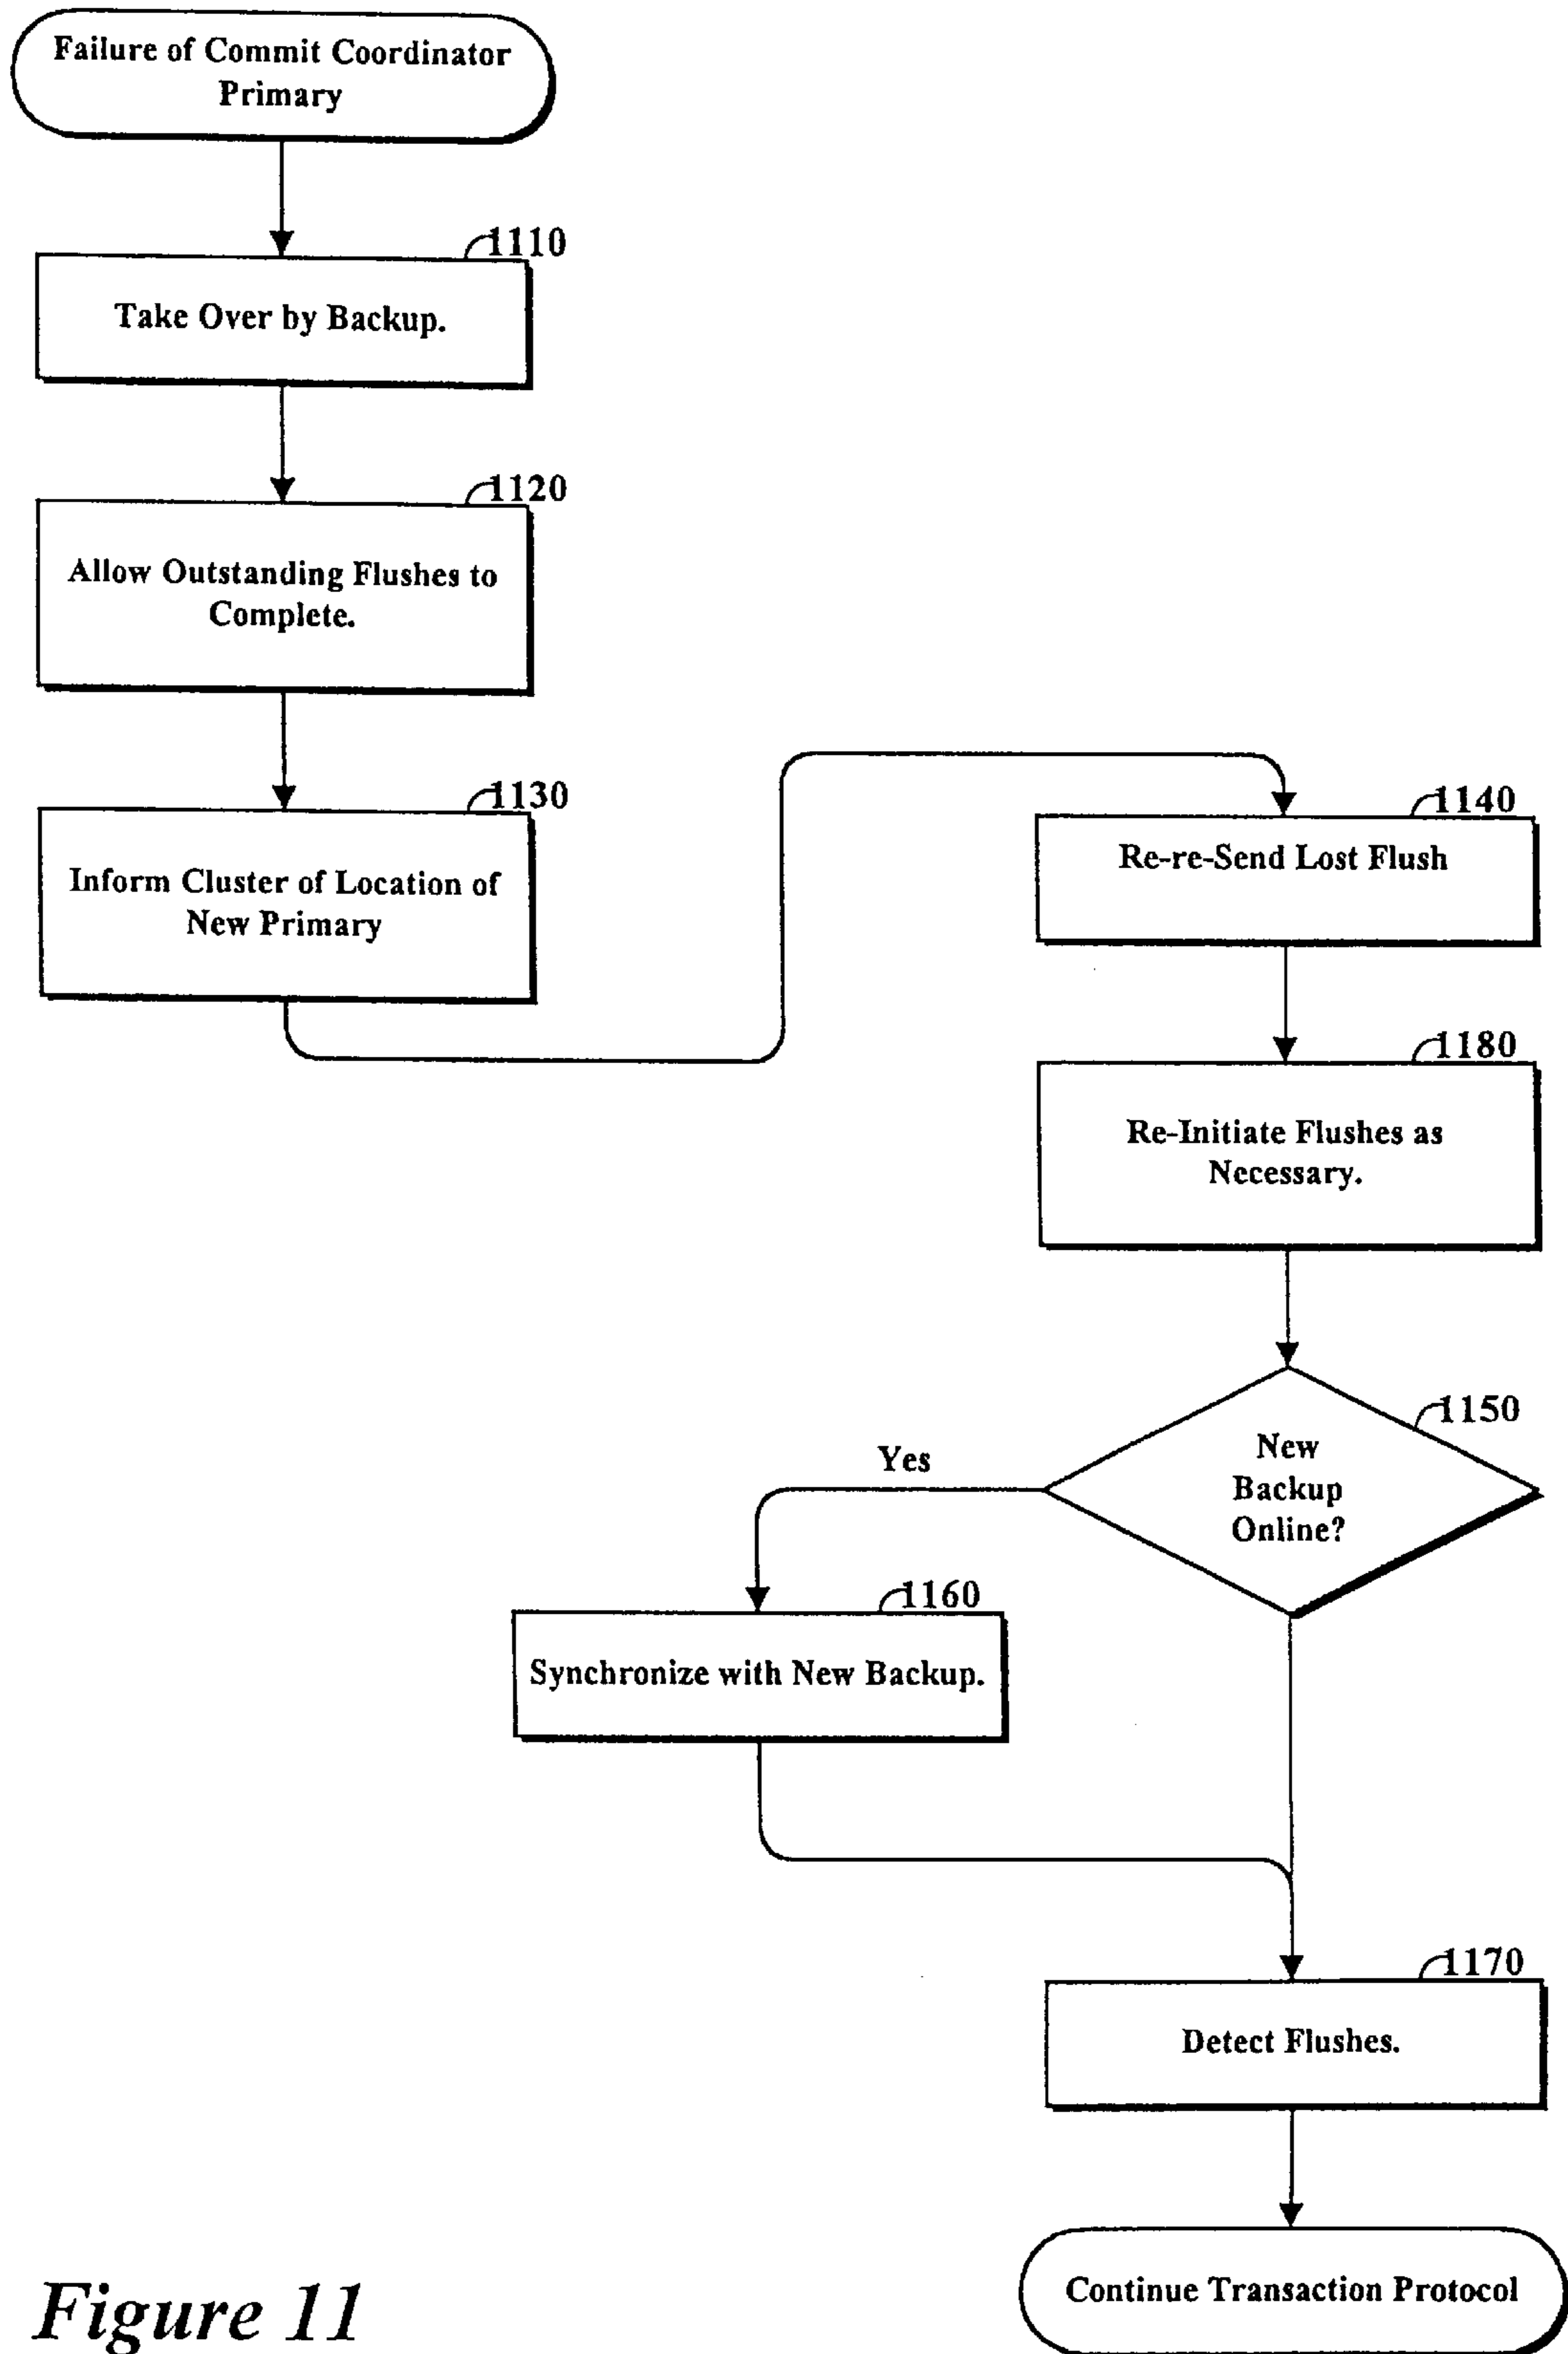 Failure of Commit Coordinator
Primary
1110
Take Over by Backup.
1120
Allow Outstanding Flushes to
Complete.
1130
Inform Cluster of Location of
New Primary
1140
Re-re-Send Lost Flush
1180
Re-Initiate Flushes as
Necessary.
1150
New
Backup
Online?
Yes
1160
Synchronize with New Backup.
1170
Detect Flushes.
Continue Transaction Protocol
Figure 11